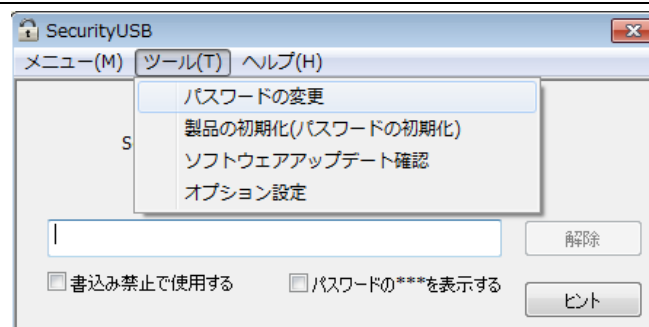 SecurityUSB
メニュー(M) ツール(T) ヘルプ(H)
パスワードの変更
製品の初期化(パスワードの初期化)
S
ソフトウェアアップデート確認
オプション設定
解除
書込み禁止で使用する パスワードの***を表示する
ヒント